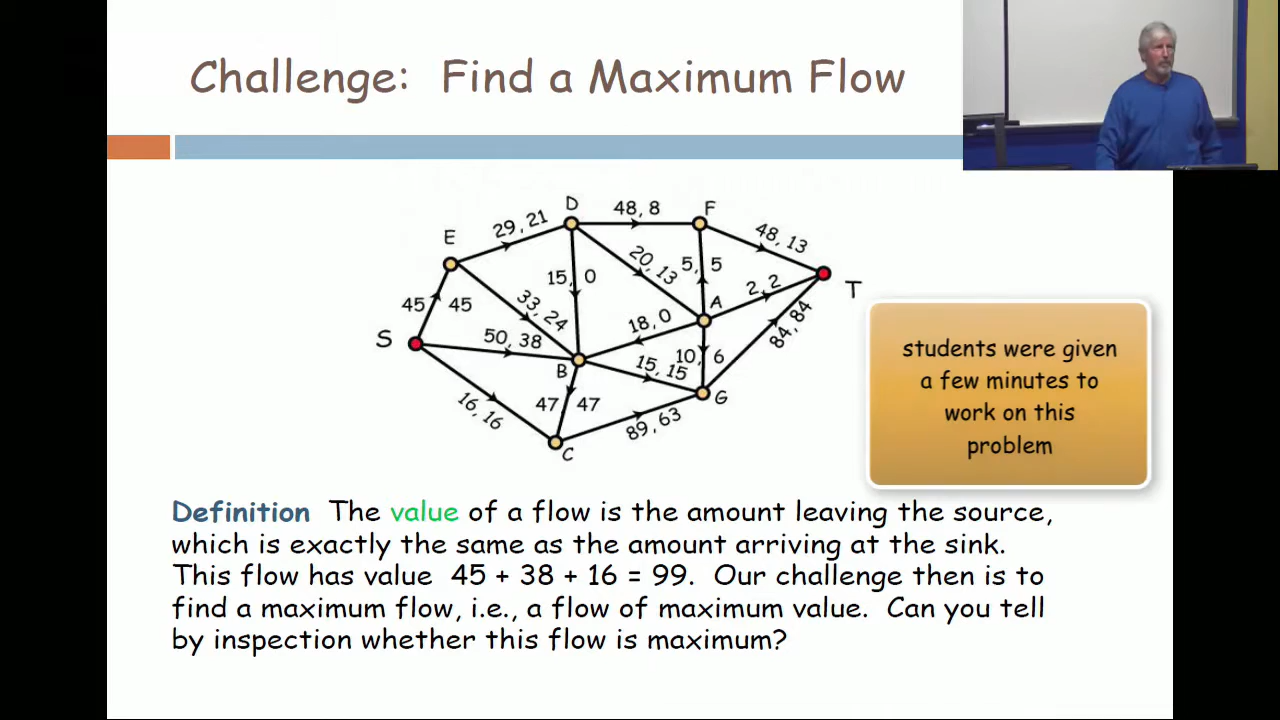 Challenge: Find a Maximum Flow
D
48, 8
F
29, 21
48, 13
E
20, 13
5, 5
T
15, 0
2, 2
A
45 45
33, 24
18, 0
84, 84
S
50, 38
10, 6
B
15, 15
G
16, 16
47 47
89, 63
C
students were given
a few minutes to
work on this
problem
Definition The value of a flow is the amount leaving the source,
which is exactly the same as the amount arriving at the sink.
This flow has value 45 + 38 + 16 = 99. Our challenge then is to
find a maximum flow, i.e., a flow of maximum value. Can you tell
by inspection whether this flow is maximum?